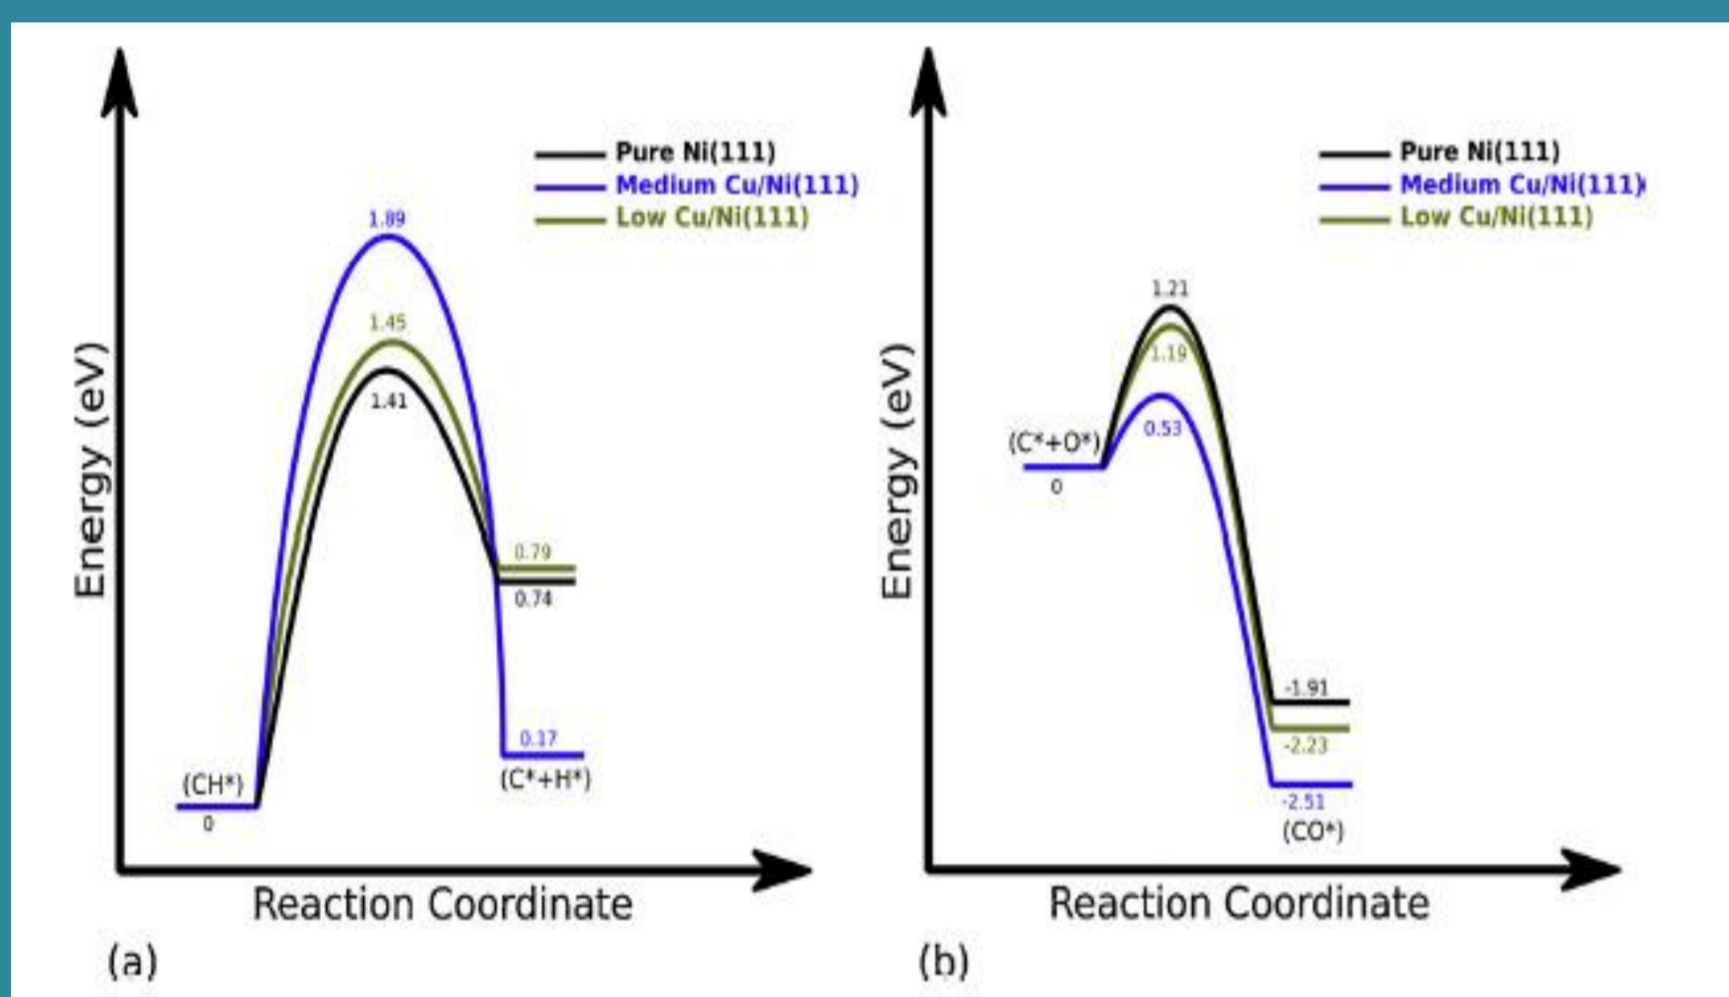 Pure Ni(111)
Medium Cu/Ni(111)
Low Cu/Ni(111)
1.89
1.45
1.41
0.79
0.74
0.17
(C*+H*)
(CH*)
0
Energy (eV)
Reaction Coordinate
(a)
Pure Ni(111)
Medium Cu/Ni(111)
Low Cu/Ni(111)
1.21
1.19
0.53
(C*+O*)
0
-1.91
-2.23
-2.51
(CO*)
Energy (eV)
Reaction Coordinate
(b)